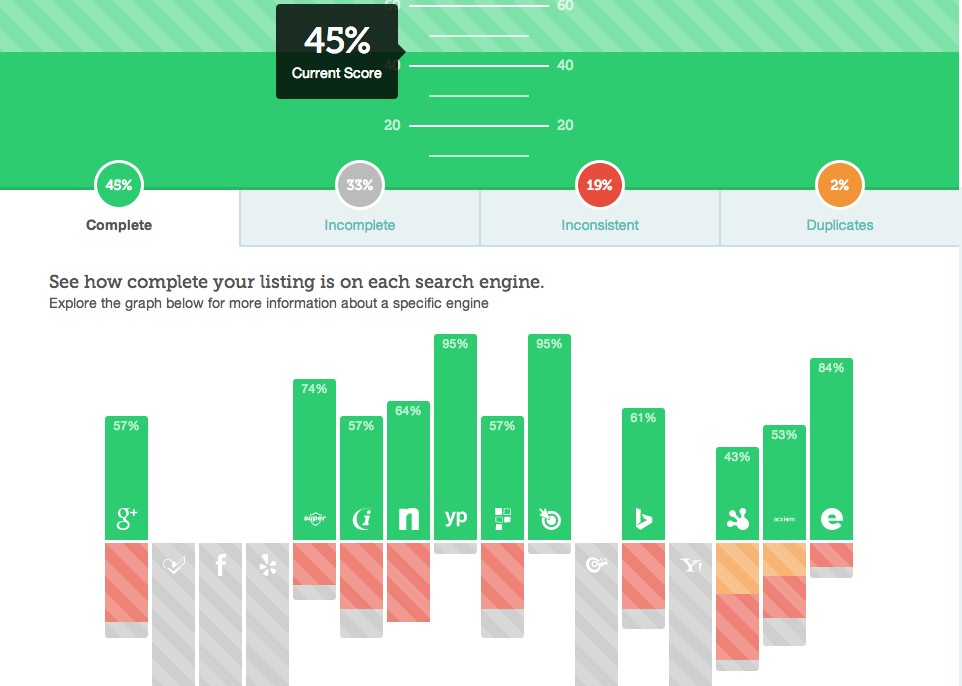 60 60
45%
Current Score
40 40
20 20
45% 33% 19% 2%
Complete Incomplete Inconsistent Duplicates
See how complete your listing is on each search engine.
Explore the graph below for more information about a specific engine
95% 95%
84%
74%
64%
61%
57% 57% 57%
53%
43%
g+ super i n yp b acxiom e
f Y!